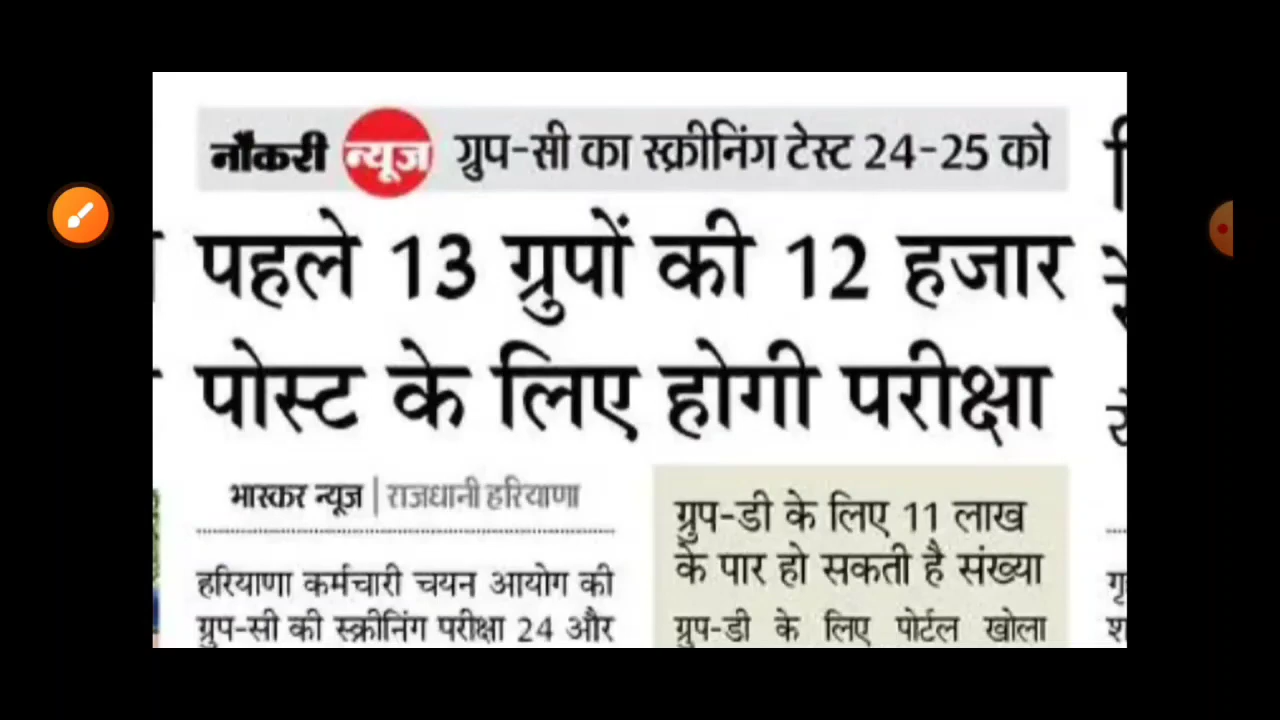 नौकरी न्यूज ग्रुप-सी का स्क्रीनिंग टेस्ट 24-25 को
पहले 13 ग्रुपों की 12 हजार
पोस्ट के लिए होगी परीक्षा
भास्कर न्यूज | राजधानी हरियाणा
हरियाणा कर्मचारी चयन आयोग की
ग्रुप-सी की स्क्रीनिंग परीक्षा 24 और
ग्रुप-डी के लिए 11 लाख
के पार हो सकती है संख्या
ग्रुप-डी के लिए पोर्टल खोला